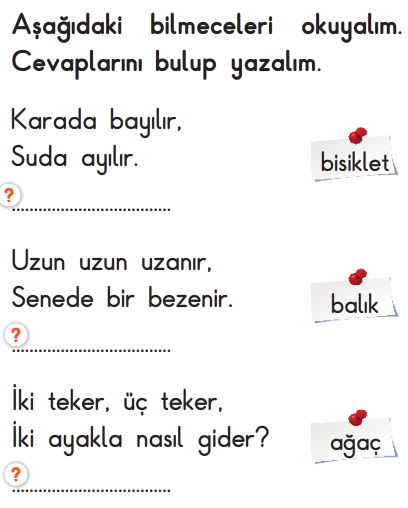 Aşağıdaki bilmeceleri okuyalım.
Cevaplarını bulup yazalım.
Karada bayılır,
Suda ayılır.
bisiklet
?......................................
Uzun uzun uzanır,
Senede bir bezenir.
balık
?......................................
İki teker, üç teker,
İki ayakla nasıl gider?
ağaç
?......................................